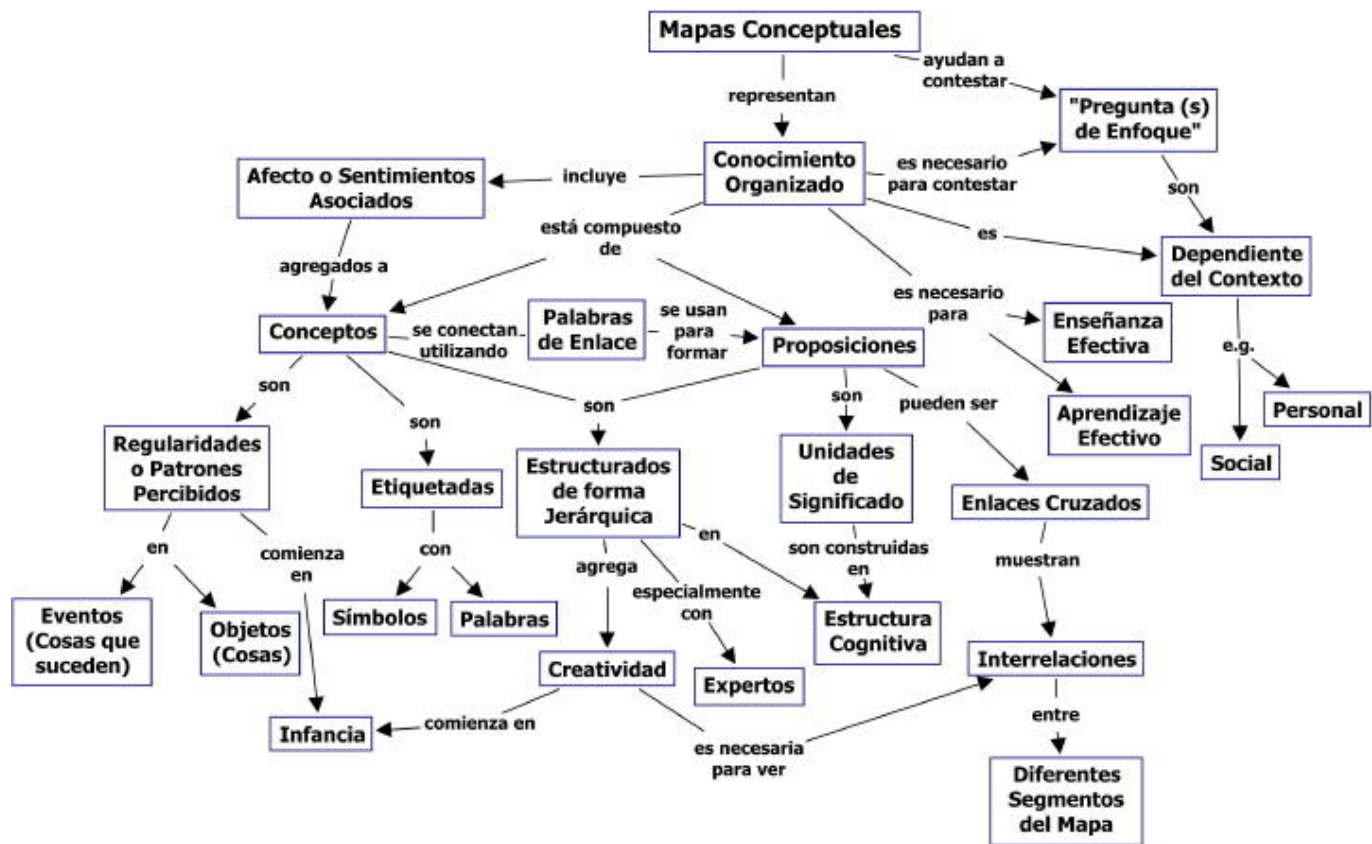 Mapas Conceptuales
ayudan a
contestar
representan
"Pregunta (s)
de Enfoque"
Conocimiento
Organizado
es necesario
para contestar
incluye
Afecto o Sentimientos
Asociados
son
está compuesto
de
es
Dependiente
del Contexto
agregados a
es necesario
para
Conceptos
se conectan
utilizando
Palabras
de Enlace
se usan
para
formar
Proposiciones
Enseñanza
Efectiva
e.g.
son
son
son
son
pueden ser
Aprendizaje
Efectivo
Personal
Social
Regularidades
o Patrones
Percibidos
Etiquetadas
Estructurados
de forma
Jerárquica
Unidades
de
Significado
Enlaces Cruzados
en
comienza
en
con
agrega
especialmente
con
en
son construidas
en
muestran
Eventos
(Cosas que
suceden)
Objetos
(Cosas)
Símbolos
Palabras
Estructura
Cognitiva
Creatividad
Expertos
Interrelaciones
Infancia
comienza en
es necesaria
para ver
entre
Diferentes
Segmentos
del Mapa